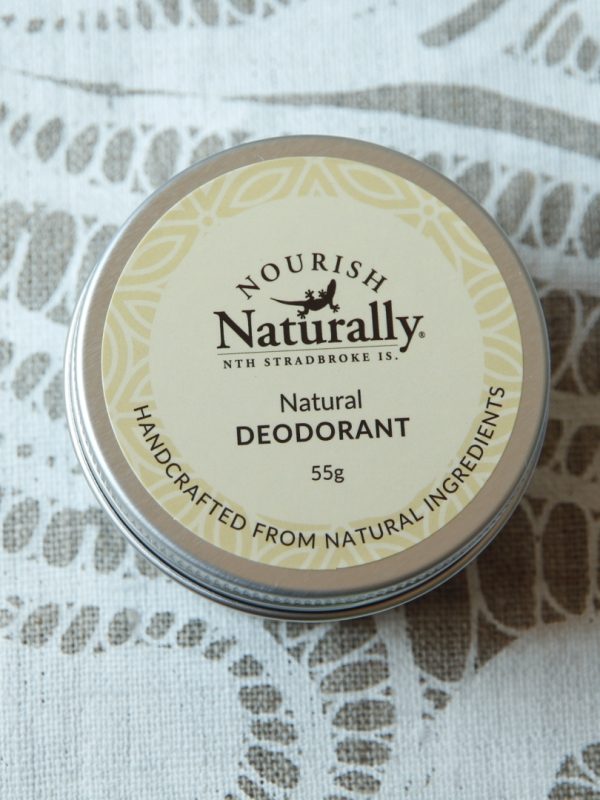 NOURISH
Naturally®
NTH STRADBROKE IS.
Natural
DEODORANT
55g
HANDCRAFTED FROM NATURAL INGREDIENTS